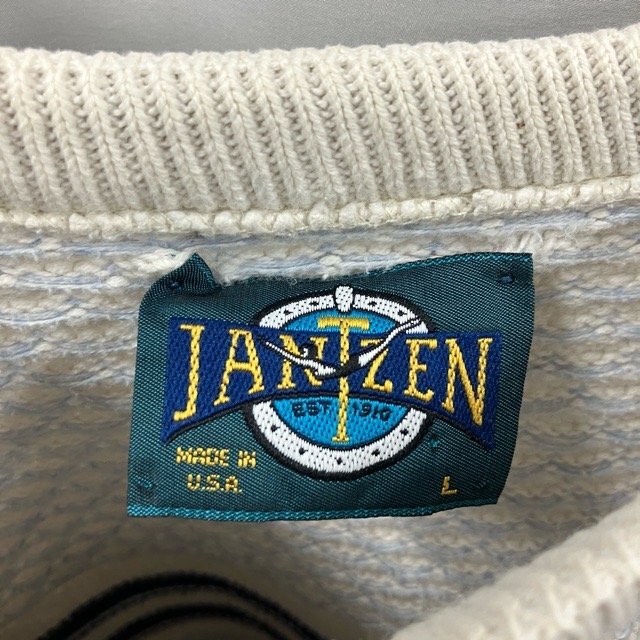 JANTZEN
EST 1910
MADE IN
U.S.A.
L